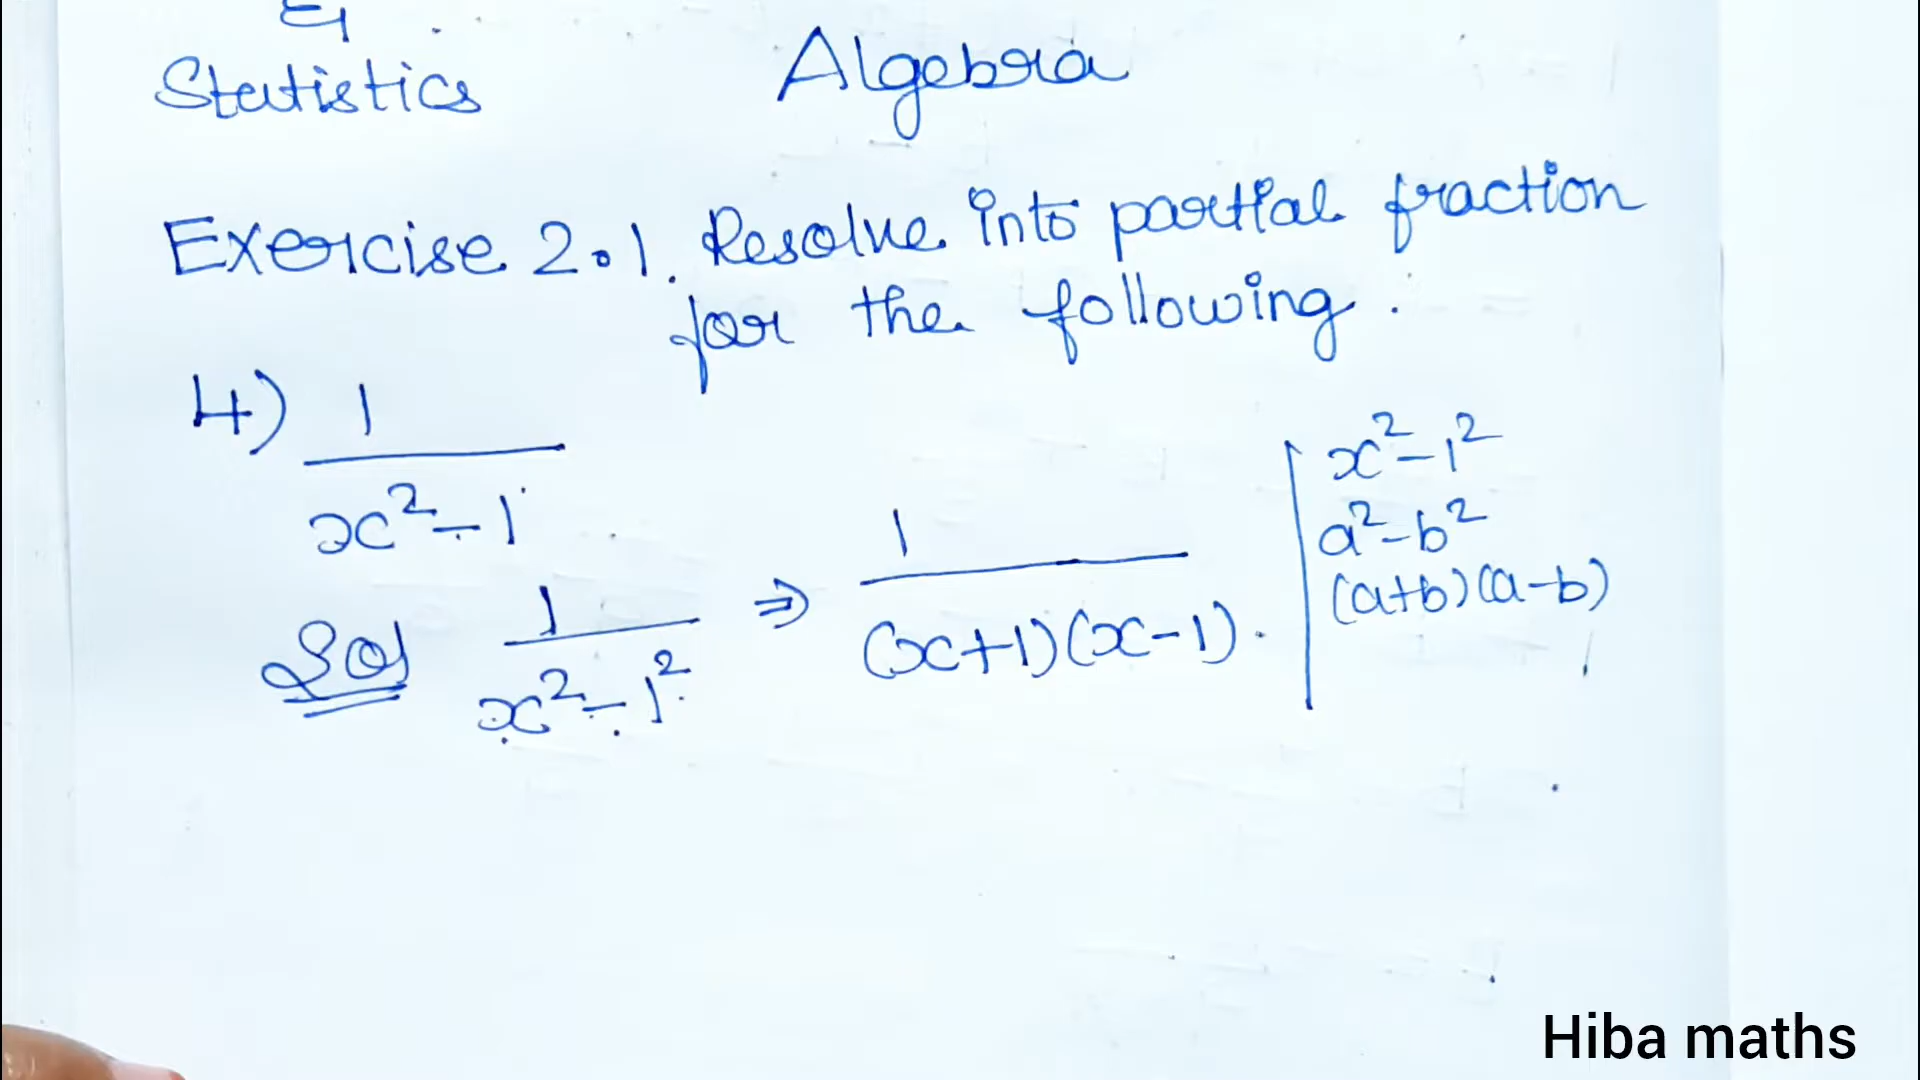 &
Statistics
Algebra
Exercise 2.1. Resolve into partial fraction
for the following.
4) 1
x² - 1
Sol 1 ⇒ 1
x² - 1² (x+1)(x-1).
x² - 1²
a² - b²
(a+b)(a-b)
Hiba maths